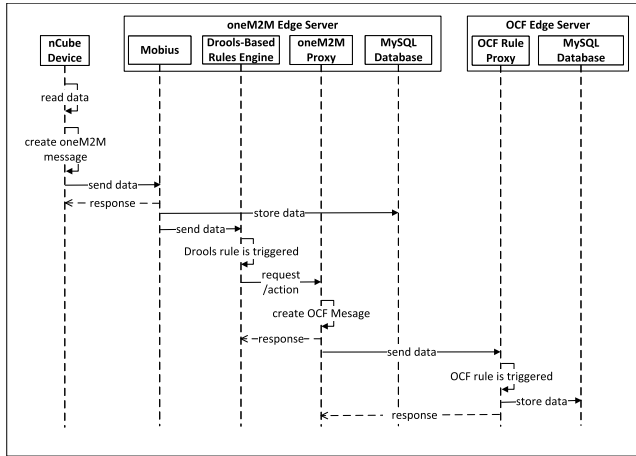 oneM2M Edge Server
OCF Edge Server
nCube
Device
Mobius
Drools-Based
Rules Engine
oneM2M
Proxy
MySQL
Database
OCF Rule
Proxy
MySQL
Database
read data
create oneM2M
message
send data
response
store data
send data
Drools rule is triggered
request
/action
create OCF Mesage
response
send data
OCF rule is triggered
store data
response